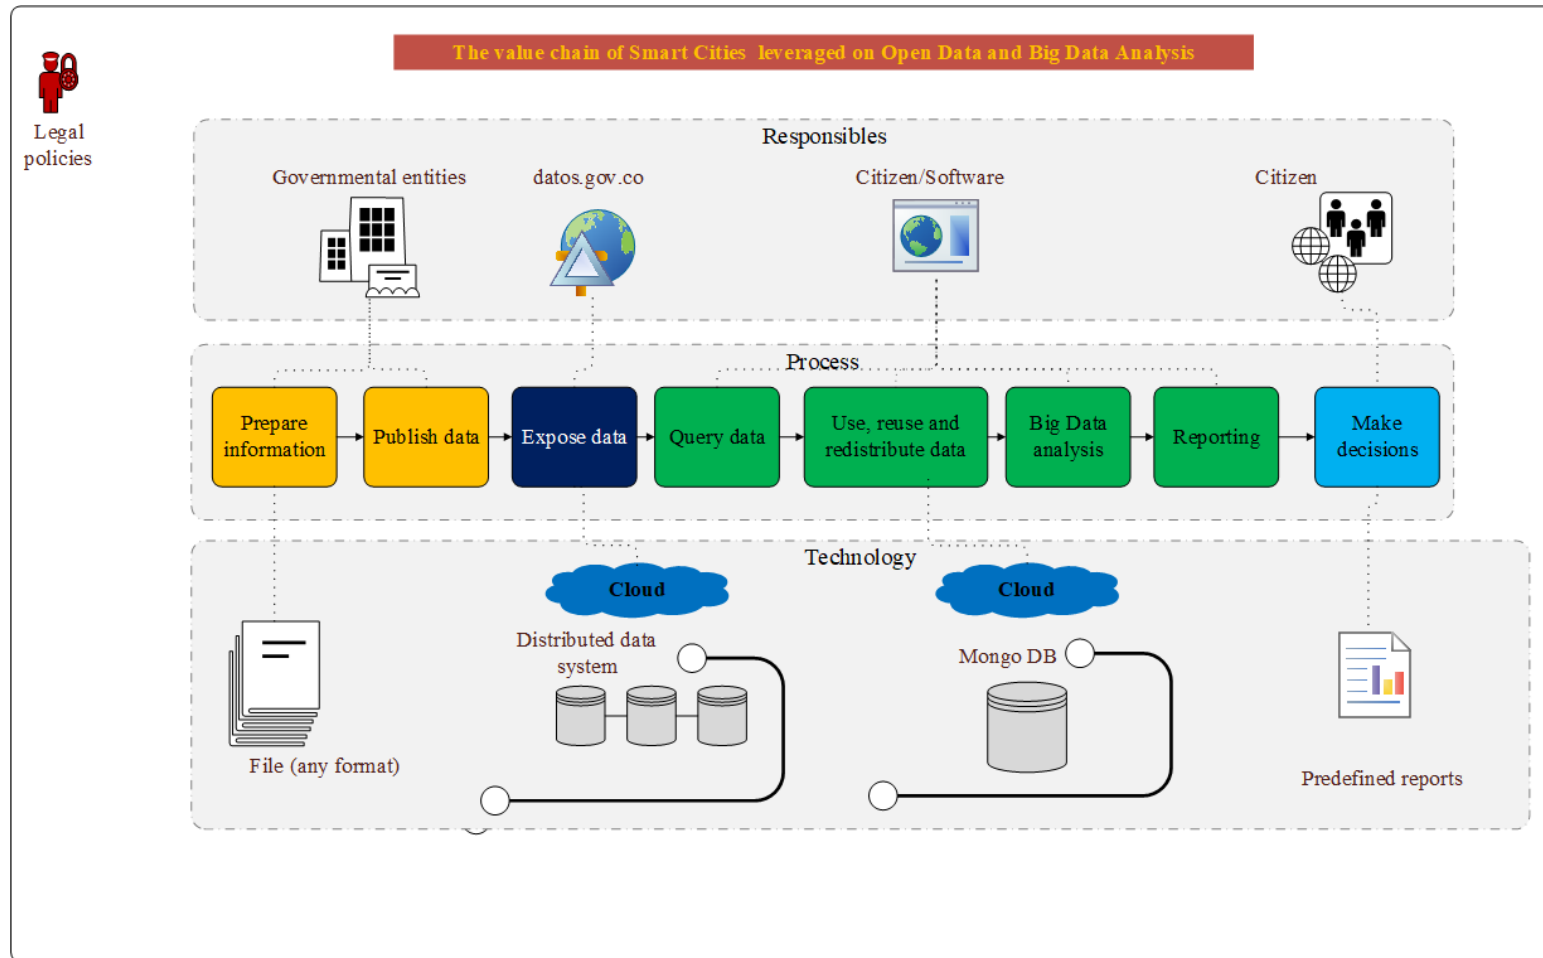 The value chain of Smart Cities leveraged on Open Data and Big Data Analysis
Legal
policies
Responsibles
Governmental entities
datos.gov.co
Citizen/Software
Citizen
Process
Prepare
information
Publish data
Expose data
Query data
Use, reuse and
redistribute data
Big Data
analysis
Reporting
Make
decisions
Technology
Cloud
Cloud
Distributed data
system
Mongo DB
File (any format)
Predefined reports